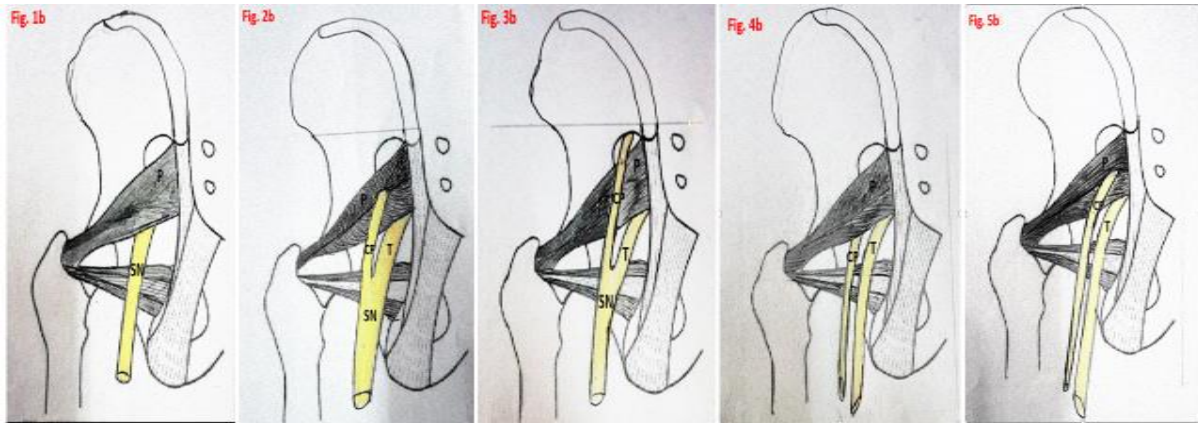 Fig. 1b
P
SN
Fig. 2b
P
CP
T
SN
Fig. 3b
P
CP
T
SN
Fig. 4b
P
CP
T
Fig. 5b
P
CP
T